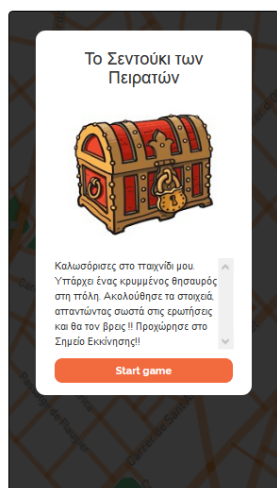 Το Σεντούκι των
Πειρατών
Καλωσόρισες στο παιχνίδι μου.
Υπάρχει ένας κρυμμένος θησαυρός
στη πόλη. Ακολούθησε τα στοιχειά,
απαντώντας σωστά στις ερωτήσεις
και θα τον βρεις !! Προχώρησε στο
Σημείο Εκκίνησης!!
Start game